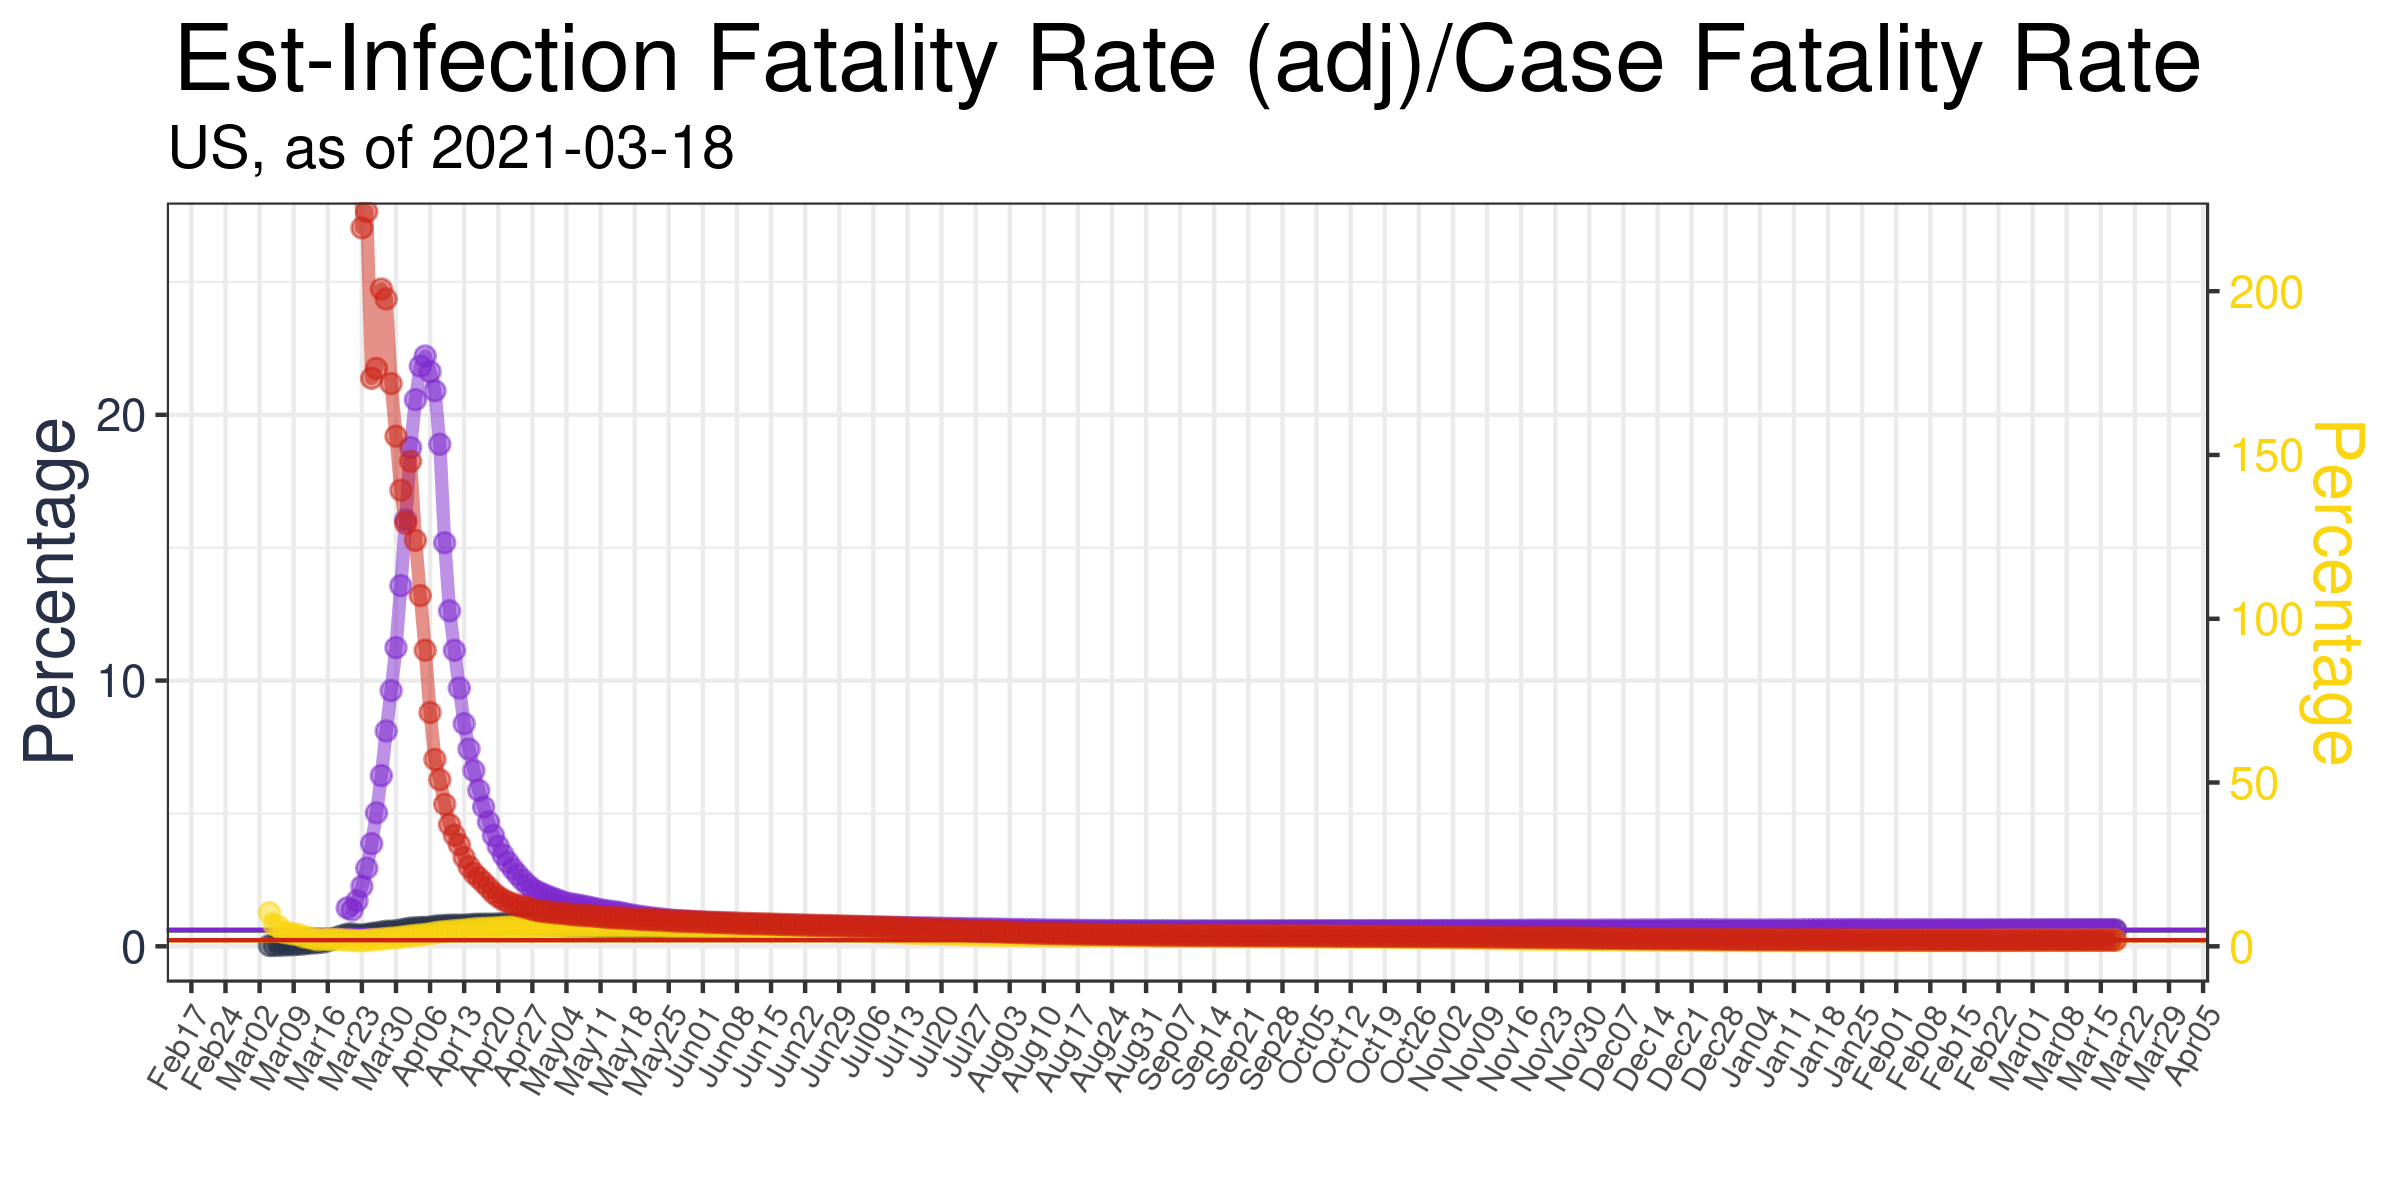 Est-Infection Fatality Rate (adj)/Case Fatality Rate
US, as of 2021-03-18
Percentage
20
10
0
200
150
100
50
0
Percentage
Feb17
Feb24
Mar02
Mar09
Mar16
Mar23
Mar30
Apr06
Apr13
Apr20
Apr27
May04
May11
May18
May25
Jun01
Jun08
Jun15
Jun22
Jun29
Jul06
Jul13
Jul20
Jul27
Aug03
Aug10
Aug17
Aug24
Aug31
Sep07
Sep14
Sep21
Sep28
Oct05
Oct12
Oct19
Oct26
Nov02
Nov09
Nov16
Nov23
Nov30
Dec07
Dec14
Dec21
Dec28
Jan04
Jan11
Jan18
Jan25
Feb01
Feb08
Feb15
Feb22
Mar01
Mar08
Mar15
Mar22
Mar29
Apr05